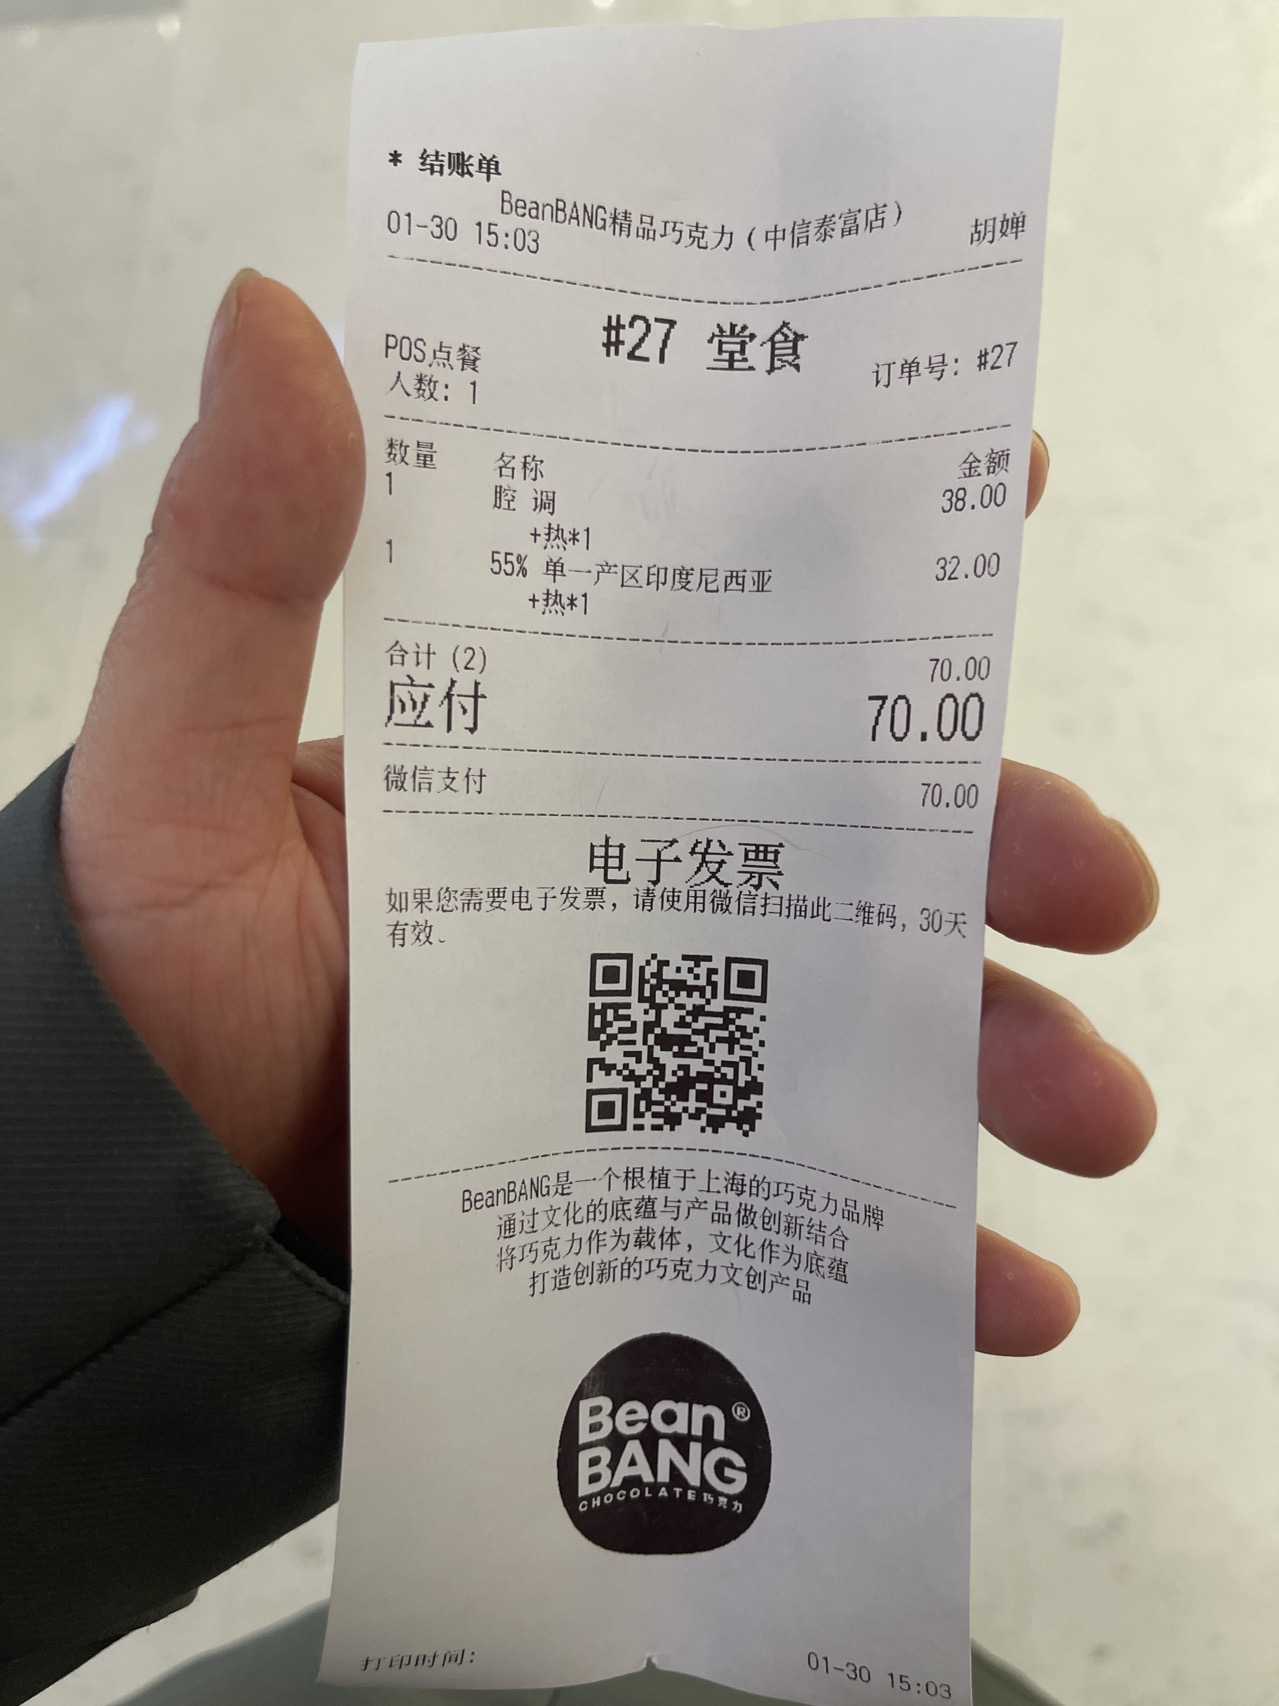 * 结账单
BeanBANG精品巧克力（中信泰富店）
01-30 15:03 胡婵
#27 堂食
POS点餐 订单号: #27
人数: 1
数量 名称 金额
1 腔 调 38.00
+热*1
1 55% 单一产区印度尼西亚 32.00
+热*1
合计 (2) 70.00
应付 70.00
微信支付 70.00
电子发票
如果您需要电子发票，请使用微信扫描此二维码，30天
有效。
BeanBANG是一个根植于上海的巧克力品牌
通过文化的底蕴与产品做创新结合
将巧克力作为载体，文化作为底蕴
打造创新的巧克力文创产品
Bean®
BANG
CHOCOLATE 巧克力
打印时间: 01-30 15:03